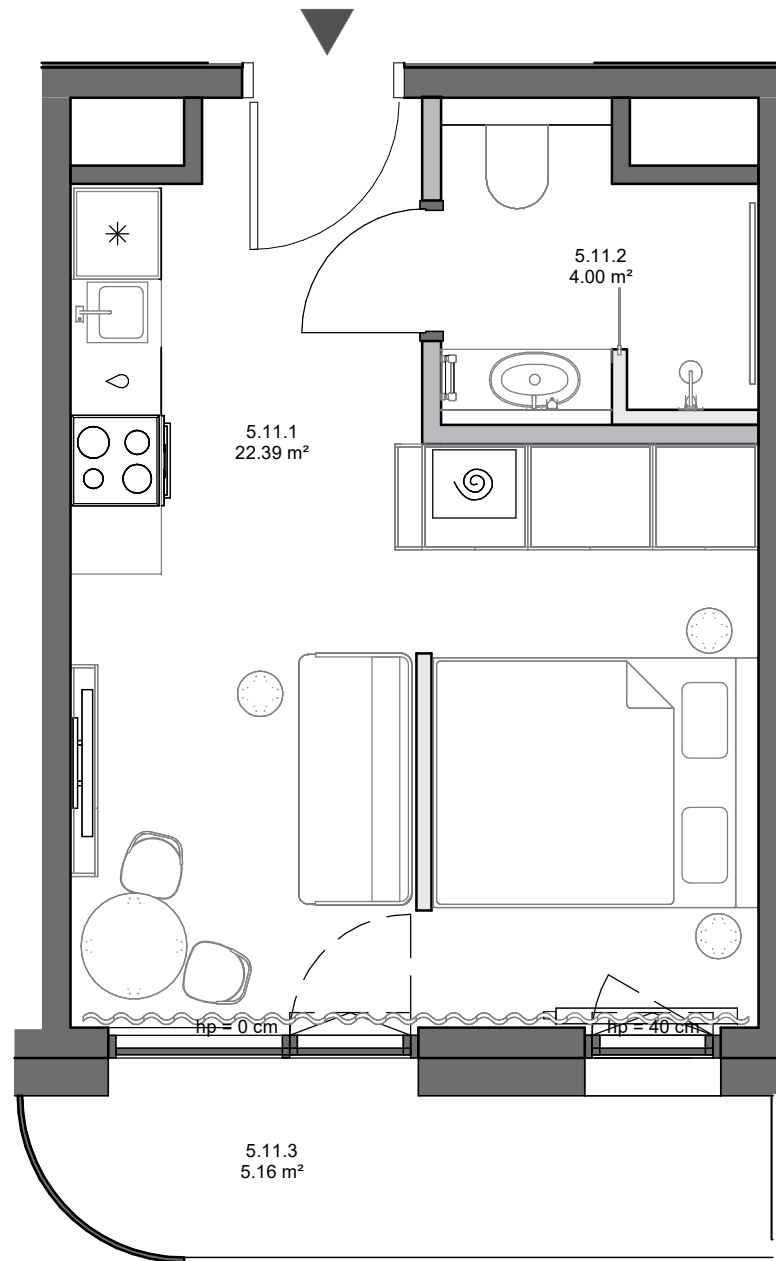 5.11.2
4.00 m²
5.11.1
22.39 m²
hp = 0 cm
hp = 40 cm
5.11.3
5.16 m²